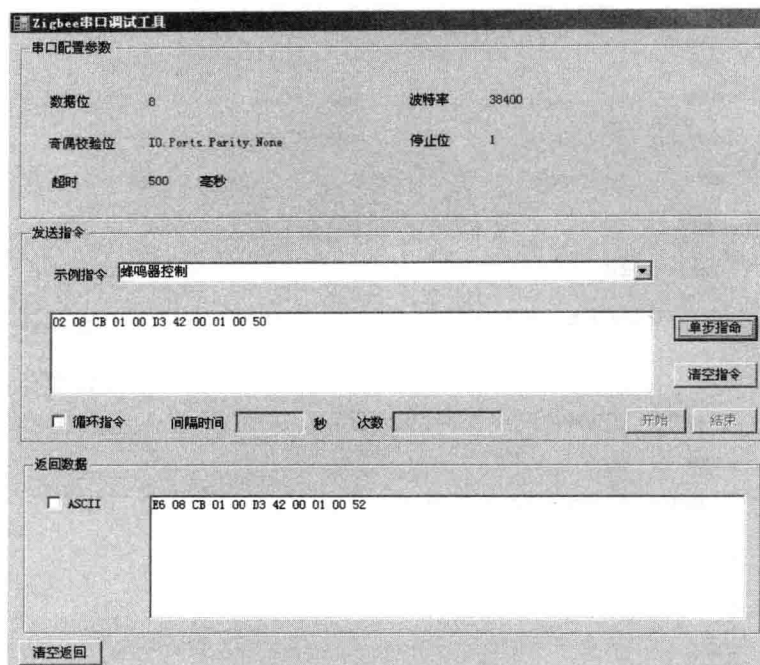 Zigbee串口调试工具
串口配置参数
数据位 8 波特率 38400
奇偶校验位 IO.Ports.Parity.None 停止位 1
超时 500 毫秒
发送指令
示例指令 蜂鸣器控制
02 08 CB 01 00 D3 42 00 01 00 50
单步指命
清空指令
循环指令 间隔时间 秒 次数 开始 结束
返回数据
ASCII E6 08 CB 01 00 D3 42 00 01 00 52
清空返回